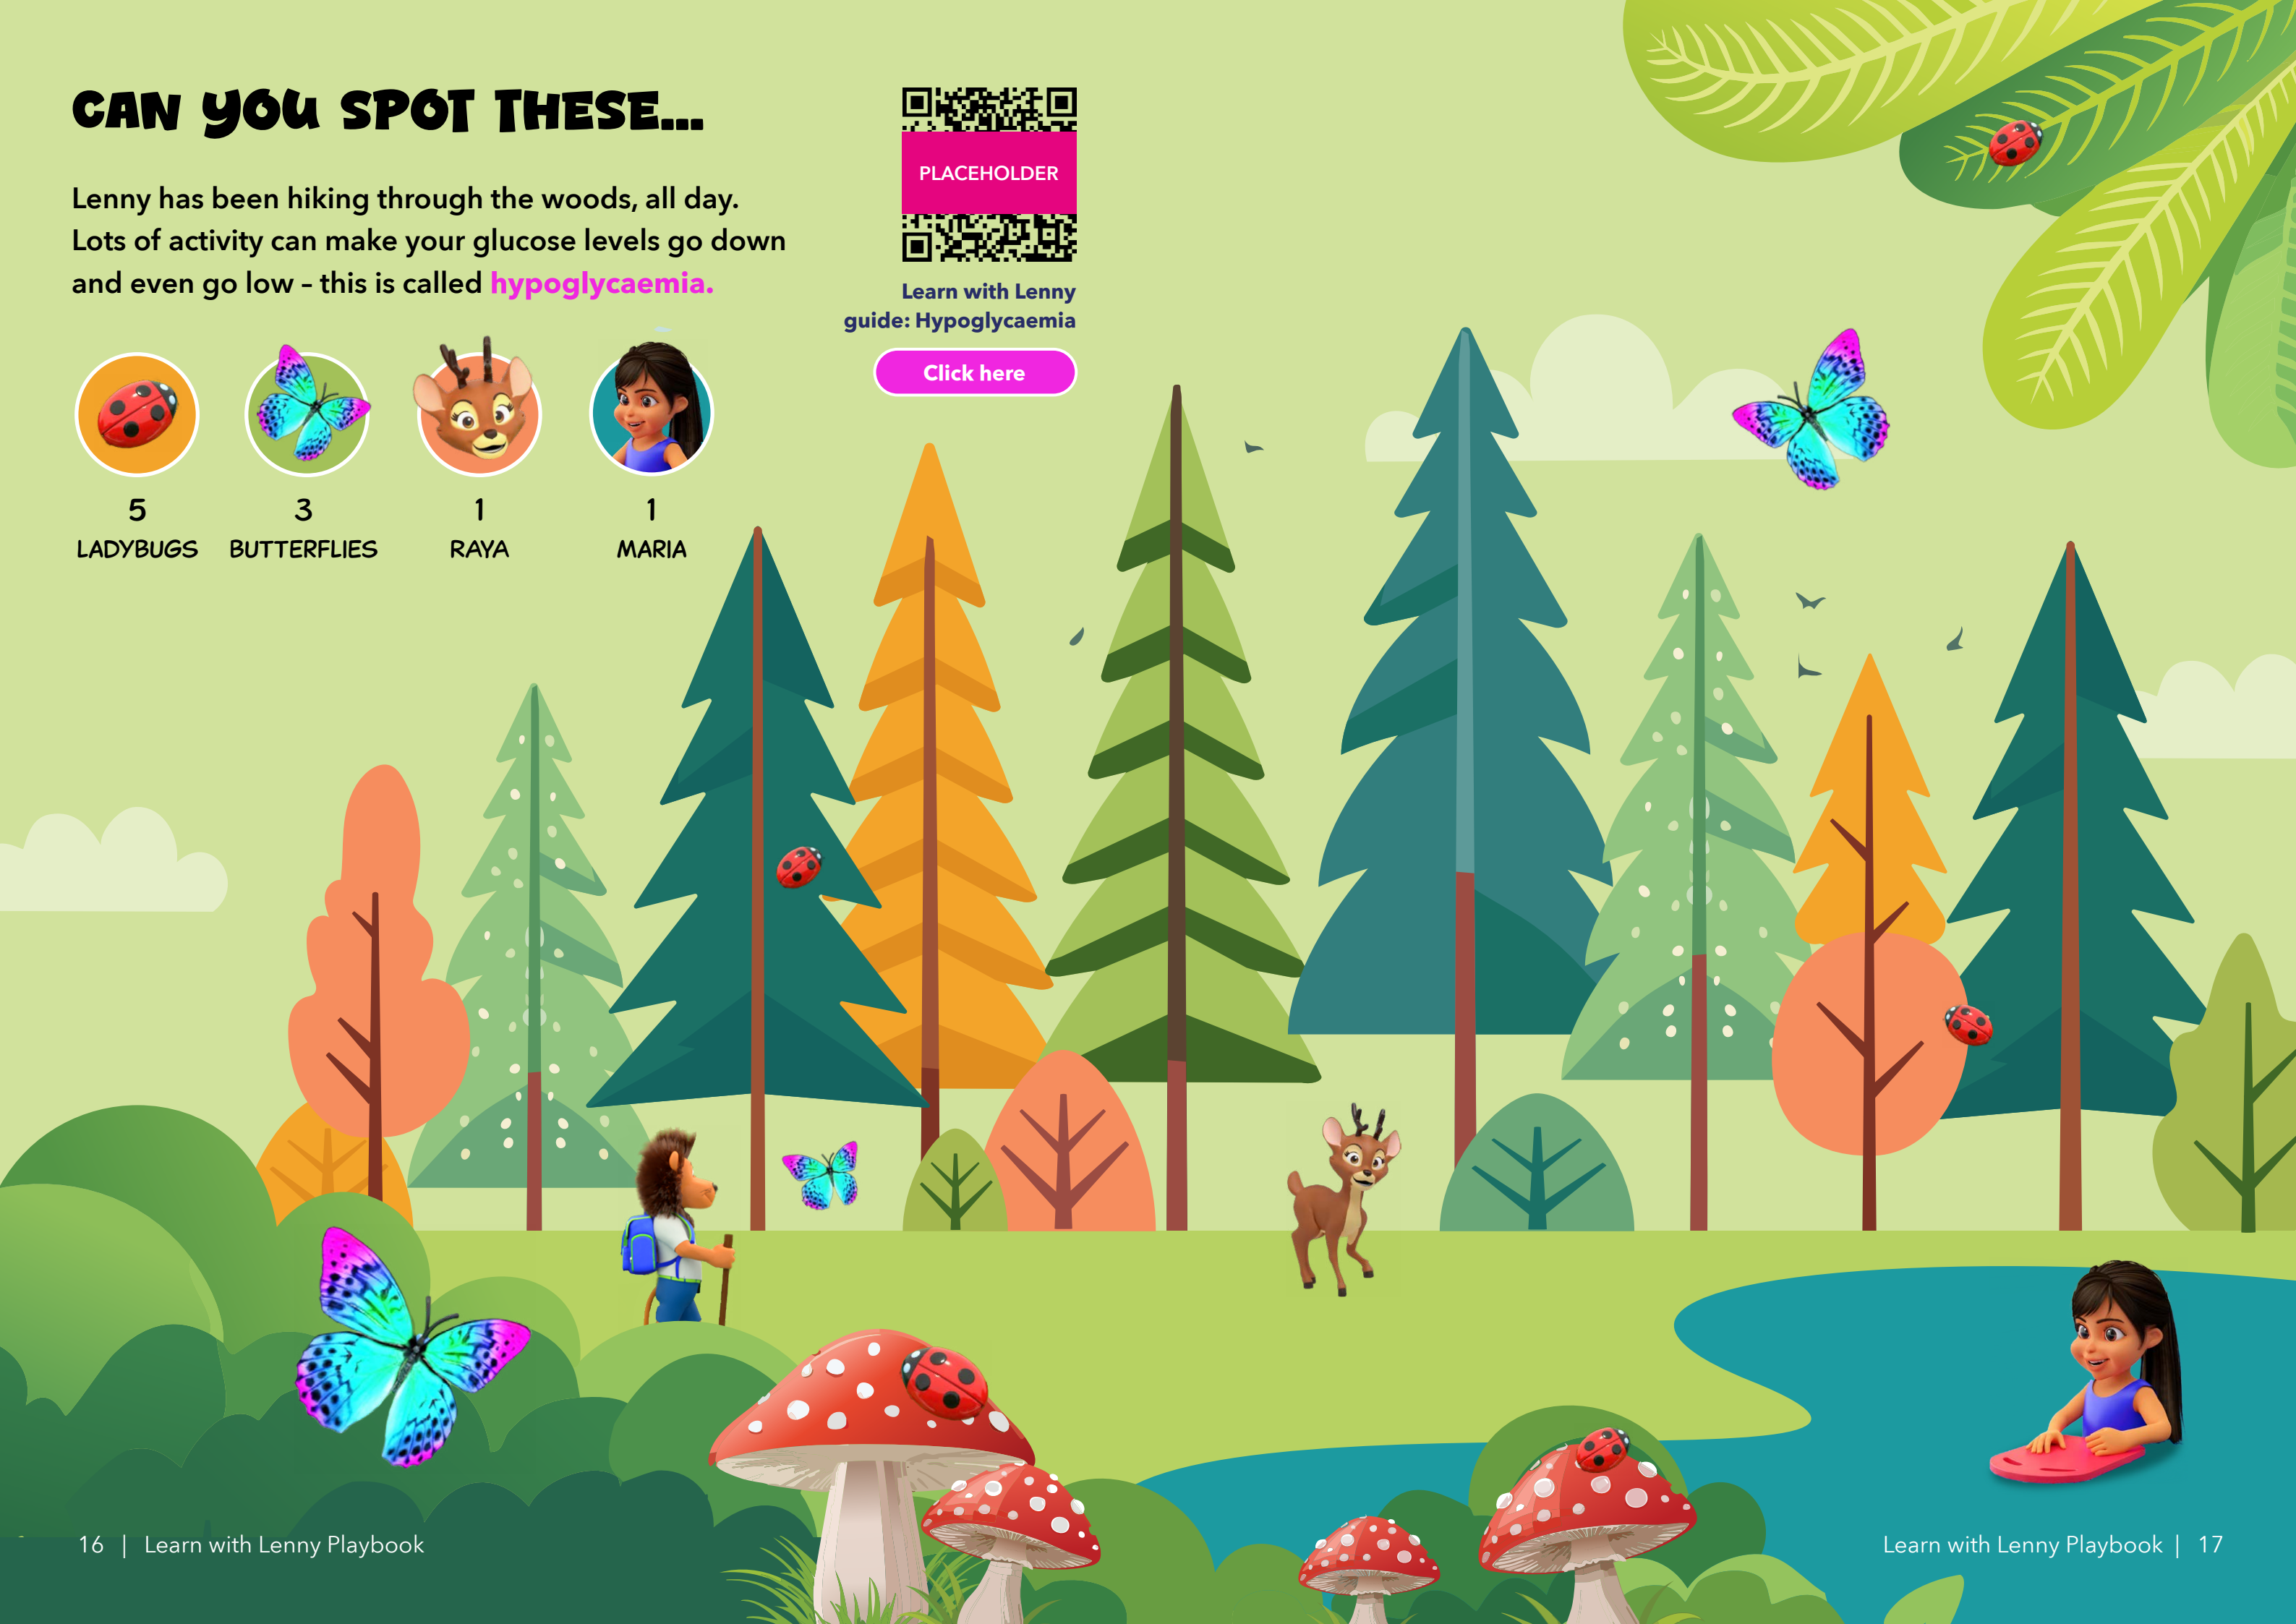 CAN YOU SPOT THESE...
Lenny has been hiking through the woods, all day.
Lots of activity can make your glucose levels go down
and even go low – this is called hypoglycaemia.
PLACEHOLDER
Learn with Lenny
guide: Hypoglycaemia
Click here
5
LADYBUGS
3
BUTTERFLIES
1
RAYA
1
MARIA
16 | Learn with Lenny Playbook
Learn with Lenny Playbook | 17